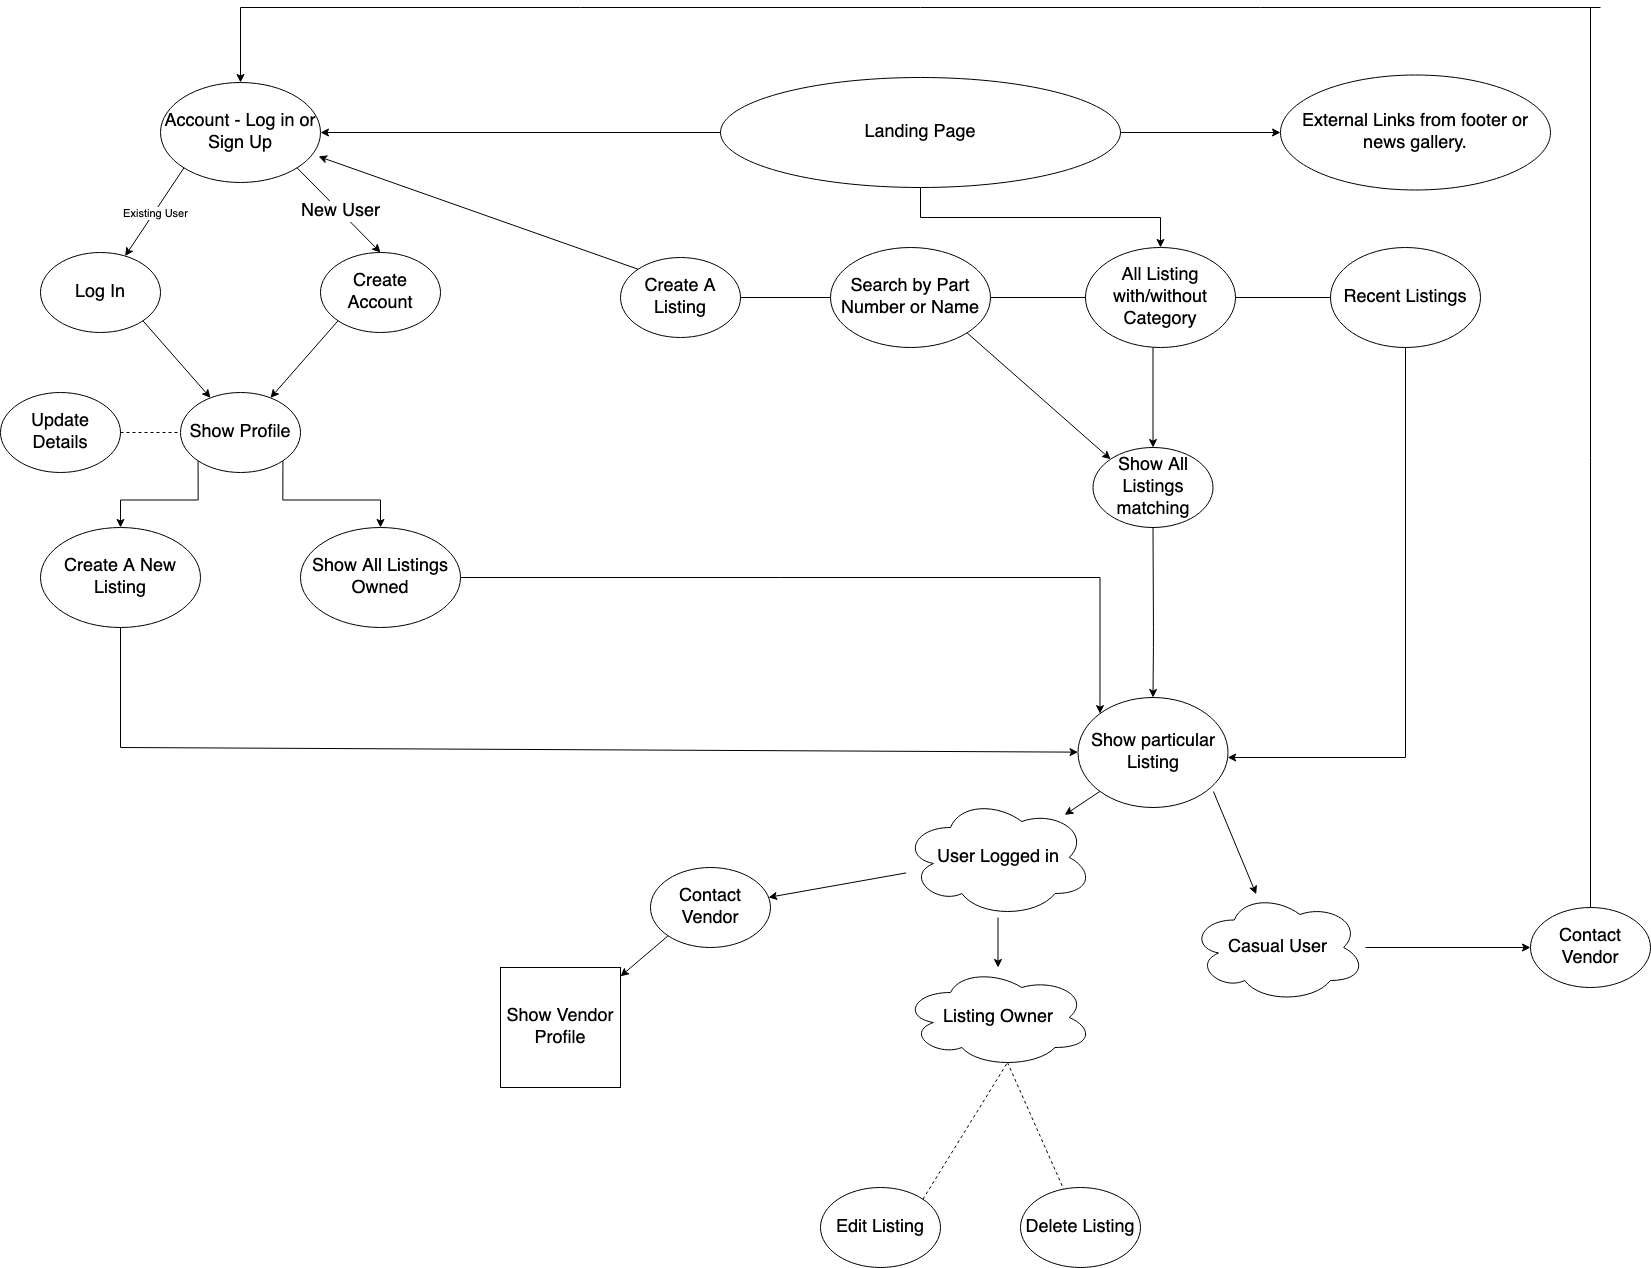 Account - Log in or
Sign Up
Landing Page
External Links from footer or
news gallery.
Existing User
New User
Log In
Create
Account
Create A
Listing
Search by Part
Number or Name
All Listing
with/without
Category
Recent Listings
Update
Details
Show Profile
Show All
Listings
matching
Create A New
Listing
Show All Listings
Owned
Show particular
Listing
User Logged in
Contact
Vendor
Casual User
Contact
Vendor
Show Vendor
Profile
Listing Owner
Edit Listing
Delete Listing